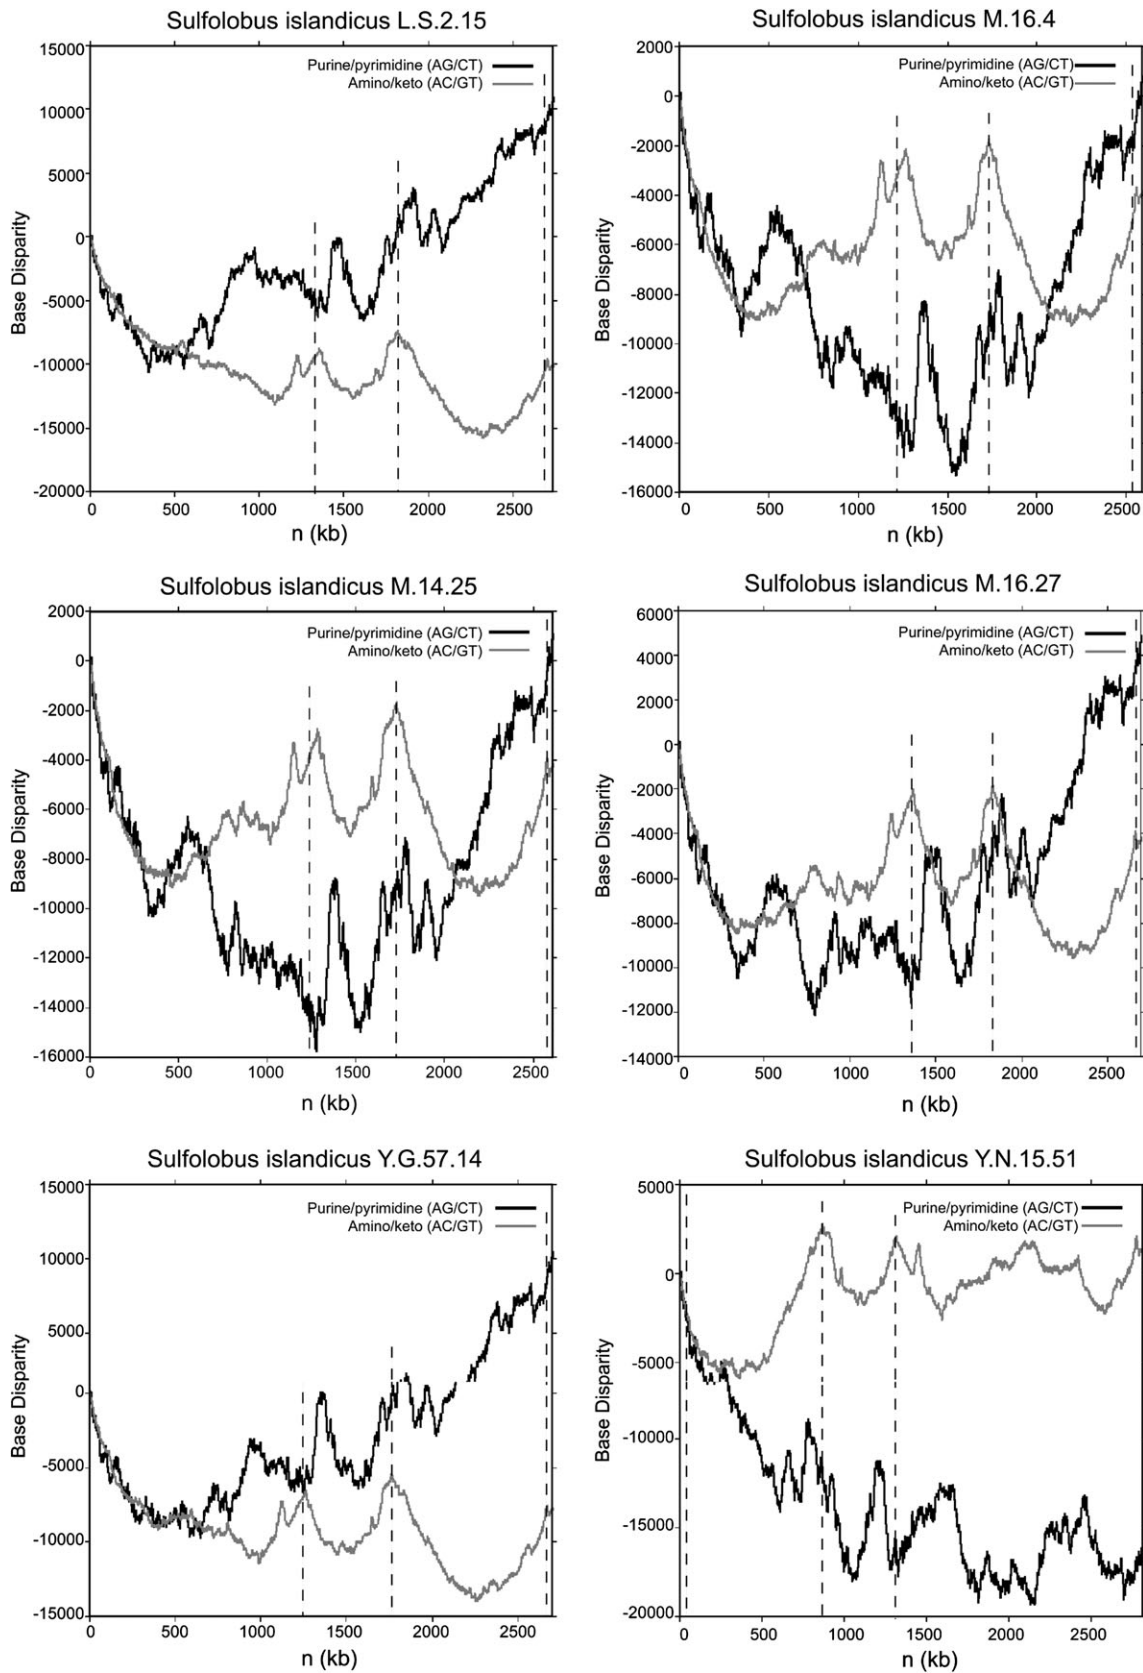 Sulfolobus islandicus L.S.2.15
15000
10000
5000
0
-5000
-10000
-15000
-20000
Base Disparity
Purine/pyrimidine (AG/CT)
Amino/keto (AC/GT)
0 500 1000 1500 2000 2500
n (kb)
Sulfolobus islandicus M.16.4
2000
0
-2000
-4000
-6000
-8000
-10000
-12000
-14000
-16000
Base Disparity
Purine/pyrimidine (AG/CT)
Amino/keto (AC/GT)
0 500 1000 1500 2000 2500
n (kb)
Sulfolobus islandicus M.14.25
2000
0
-2000
-4000
-6000
-8000
-10000
-12000
-14000
-16000
Base Disparity
Purine/pyrimidine (AG/CT)
Amino/keto (AC/GT)
0 500 1000 1500 2000 2500
n (kb)
Sulfolobus islandicus M.16.27
6000
4000
2000
0
-2000
-4000
-6000
-8000
-10000
-12000
-14000
Base Disparity
Purine/pyrimidine (AG/CT)
Amino/keto (AC/GT)
0 500 1000 1500 2000 2500
n (kb)
Sulfolobus islandicus Y.G.57.14
15000
10000
5000
0
-5000
-10000
-15000
Base Disparity
Purine/pyrimidine (AG/CT)
Amino/keto (AC/GT)
0 500 1000 1500 2000 2500
n (kb)
Sulfolobus islandicus Y.N.15.51
5000
0
-5000
-10000
-15000
-20000
Base Disparity
Purine/pyrimidine (AG/CT)
Amino/keto (AC/GT)
0 500 1000 1500 2000 2500
n (kb)